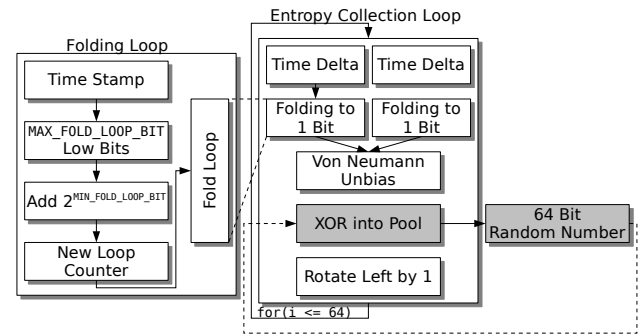 Entropy Collection Loop
Folding Loop
Time Stamp
MAX_FOLD_LOOP_BIT
Low Bits
Add 2^MIN_FOLD_LOOP_BIT
New Loop
Counter
Fold Loop
Time Delta
Time Delta
Folding to
1 Bit
Folding to
1 Bit
Von Neumann
Unbias
XOR into Pool
64 Bit
Random Number
Rotate Left by 1
for(i <= 64)